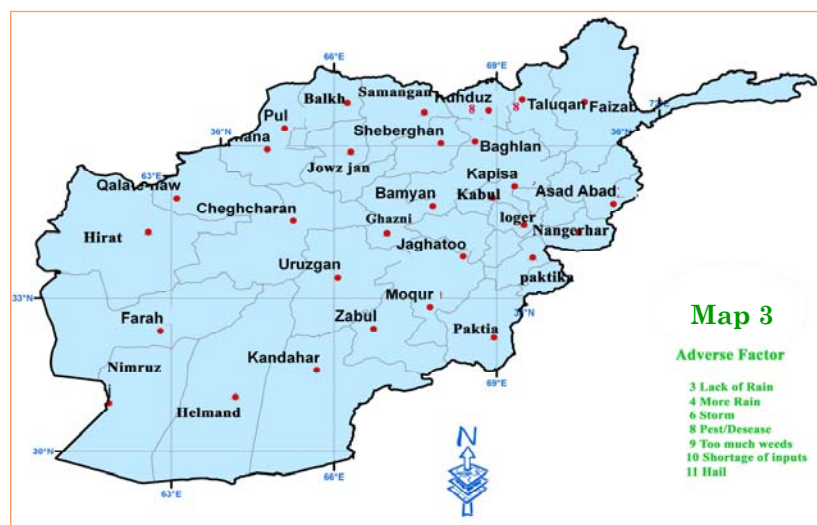 66°E
69°E
Balkh
Samangan
Kunduz
8
8
Taluqan
Faizab
72°E
Pul
36°N
mana
Sheberghan
Baghlan
36°N
Jowz jan
63°E
Kapisa
Qala
naw
Bamyan
Kabul
Asad Abad
Cheghcharan
Ghazni
loger
Hirat
Jaghatoo
Nangerhar
Uruzgan
paktika
33°N
Moqur
Map 3
Farah
Zabul
Paktia
Adverse Factor
Nimruz
Kandahar
69°E
3 Lack of Rain
4 More Rain
Helmand
6 Storm
8 Pest/Desease
N
9 Too much weeds
30°N
10 Shortage of inputs
11 Hail
63°E
66°E